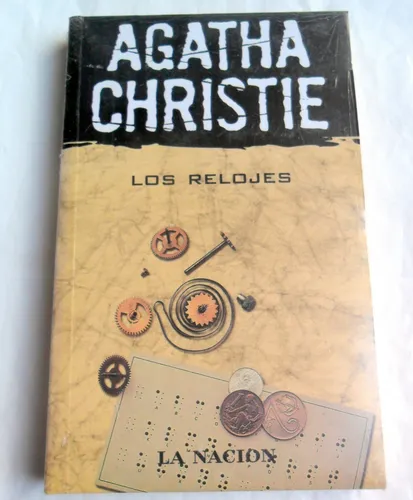 AGATHA
CHRISTIE
LOS RELOJES
LA NACION